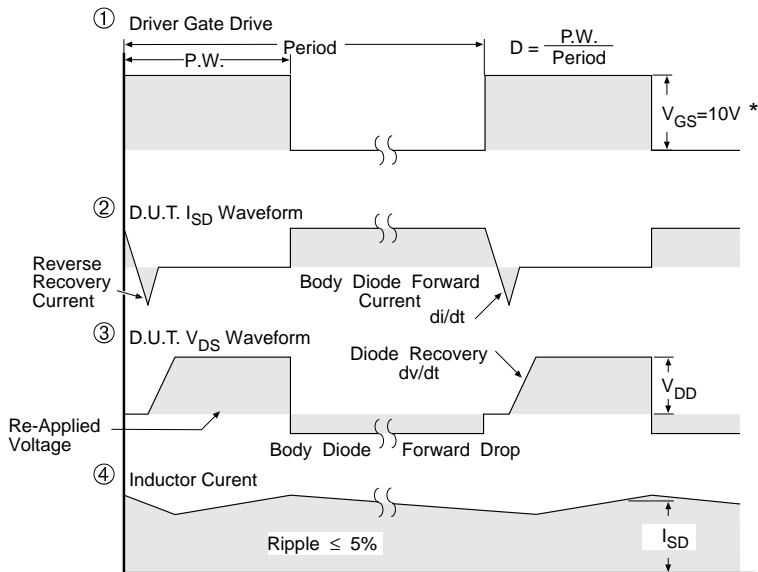 ① Driver Gate Drive
Period
P.W.
D = P.W. / Period
V_GS=10V *
② D.U.T. I_SD Waveform
Reverse
Recovery
Current
Body Diode Forward
Current
di/dt
③ D.U.T. V_DS Waveform
Diode Recovery
dv/dt
V_DD
Re-Applied
Voltage
Body Diode Forward Drop
④ Inductor Curent
Ripple ≤ 5%
I_SD